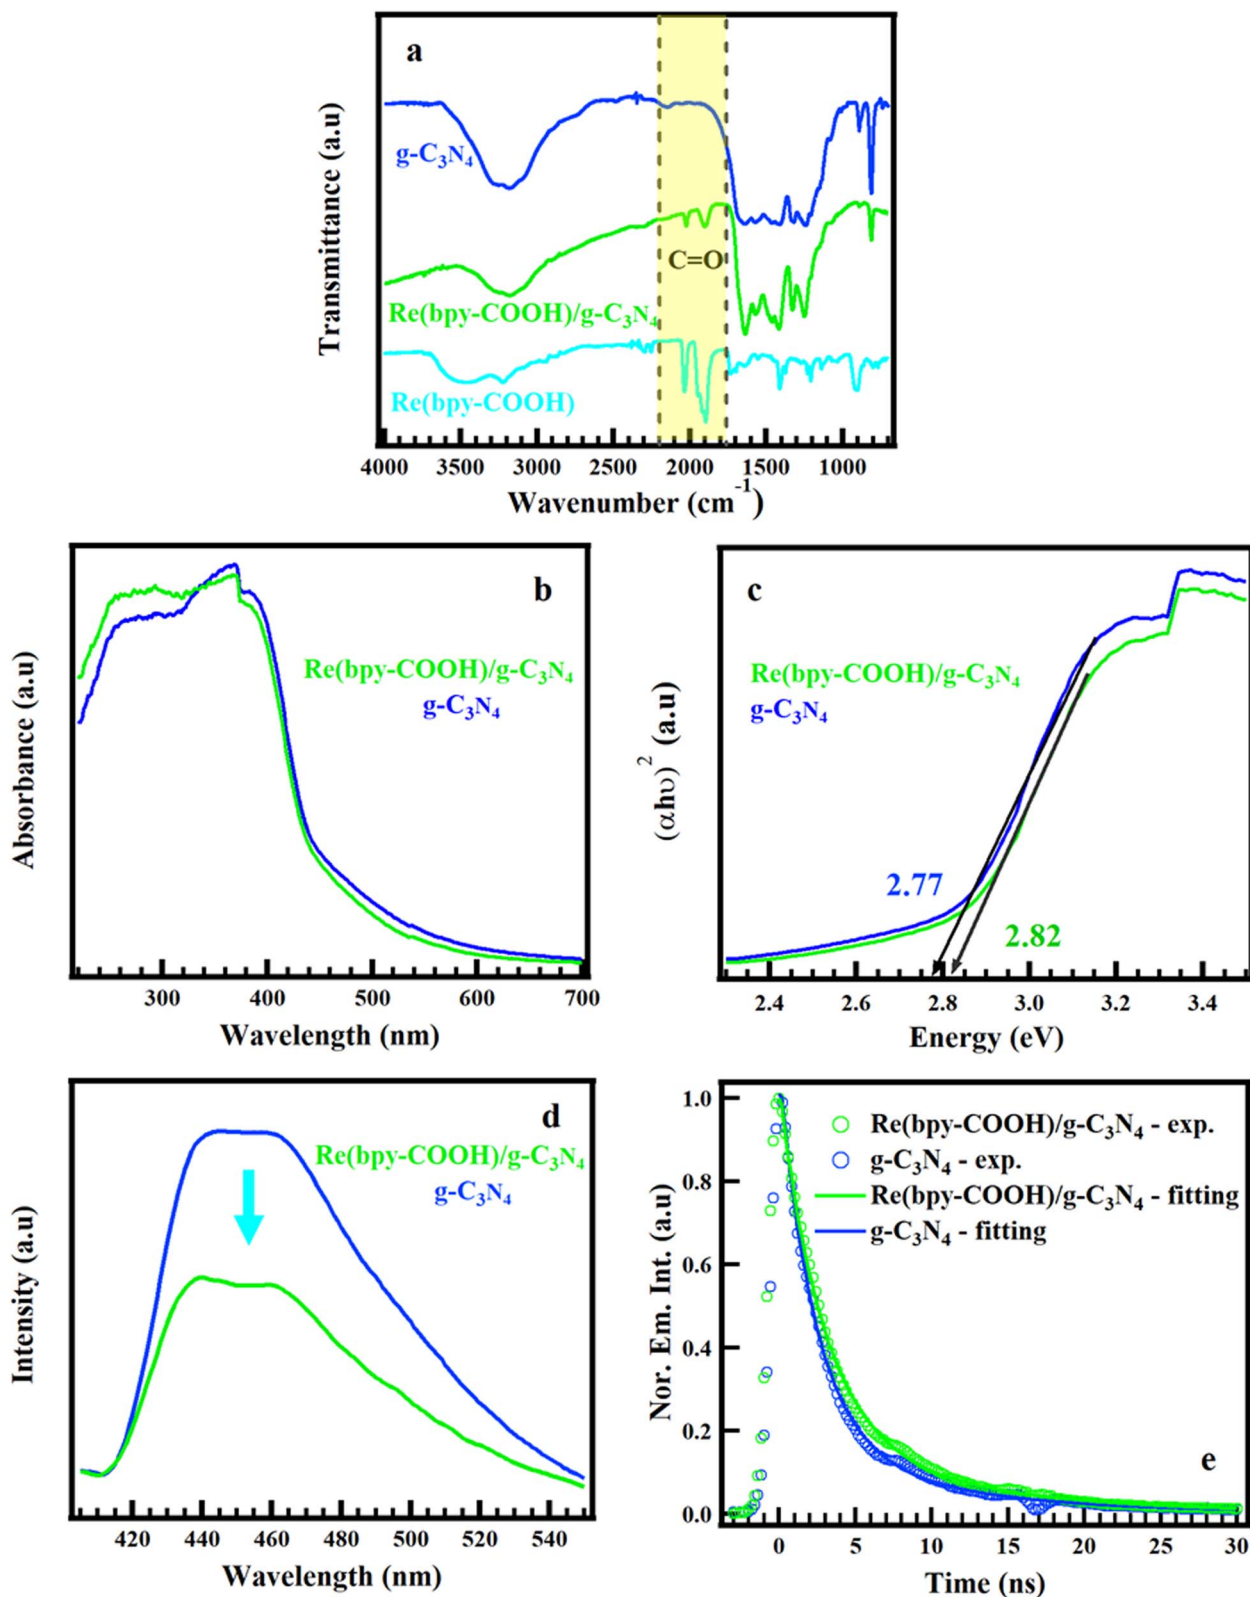 a
Transmittance (a.u)
g-C₃N₄
C=O
Re(bpy-COOH)/g-C₃N₄
Re(bpy-COOH)
4000 3500 3000 2500 2000 1500 1000
Wavenumber (cm⁻¹)
b
Absorbance (a.u)
Re(bpy-COOH)/g-C₃N₄
g-C₃N₄
300 400 500 600 700
Wavelength (nm)
c
(αhυ)² (a.u)
Re(bpy-COOH)/g-C₃N₄
g-C₃N₄
2.77
2.82
2.4 2.6 2.8 3.0 3.2 3.4
Energy (eV)
d
Intensity (a.u)
Re(bpy-COOH)/g-C₃N₄
g-C₃N₄
420 440 460 480 500 520 540
Wavelength (nm)
Nor. Em. Int. (a.u)
1.0
0.8
0.6
0.4
0.2
0.0
Re(bpy-COOH)/g-C₃N₄ - exp.
g-C₃N₄ - exp.
Re(bpy-COOH)/g-C₃N₄ - fitting
g-C₃N₄ - fitting
e
0 5 10 15 20 25 30
Time (ns)